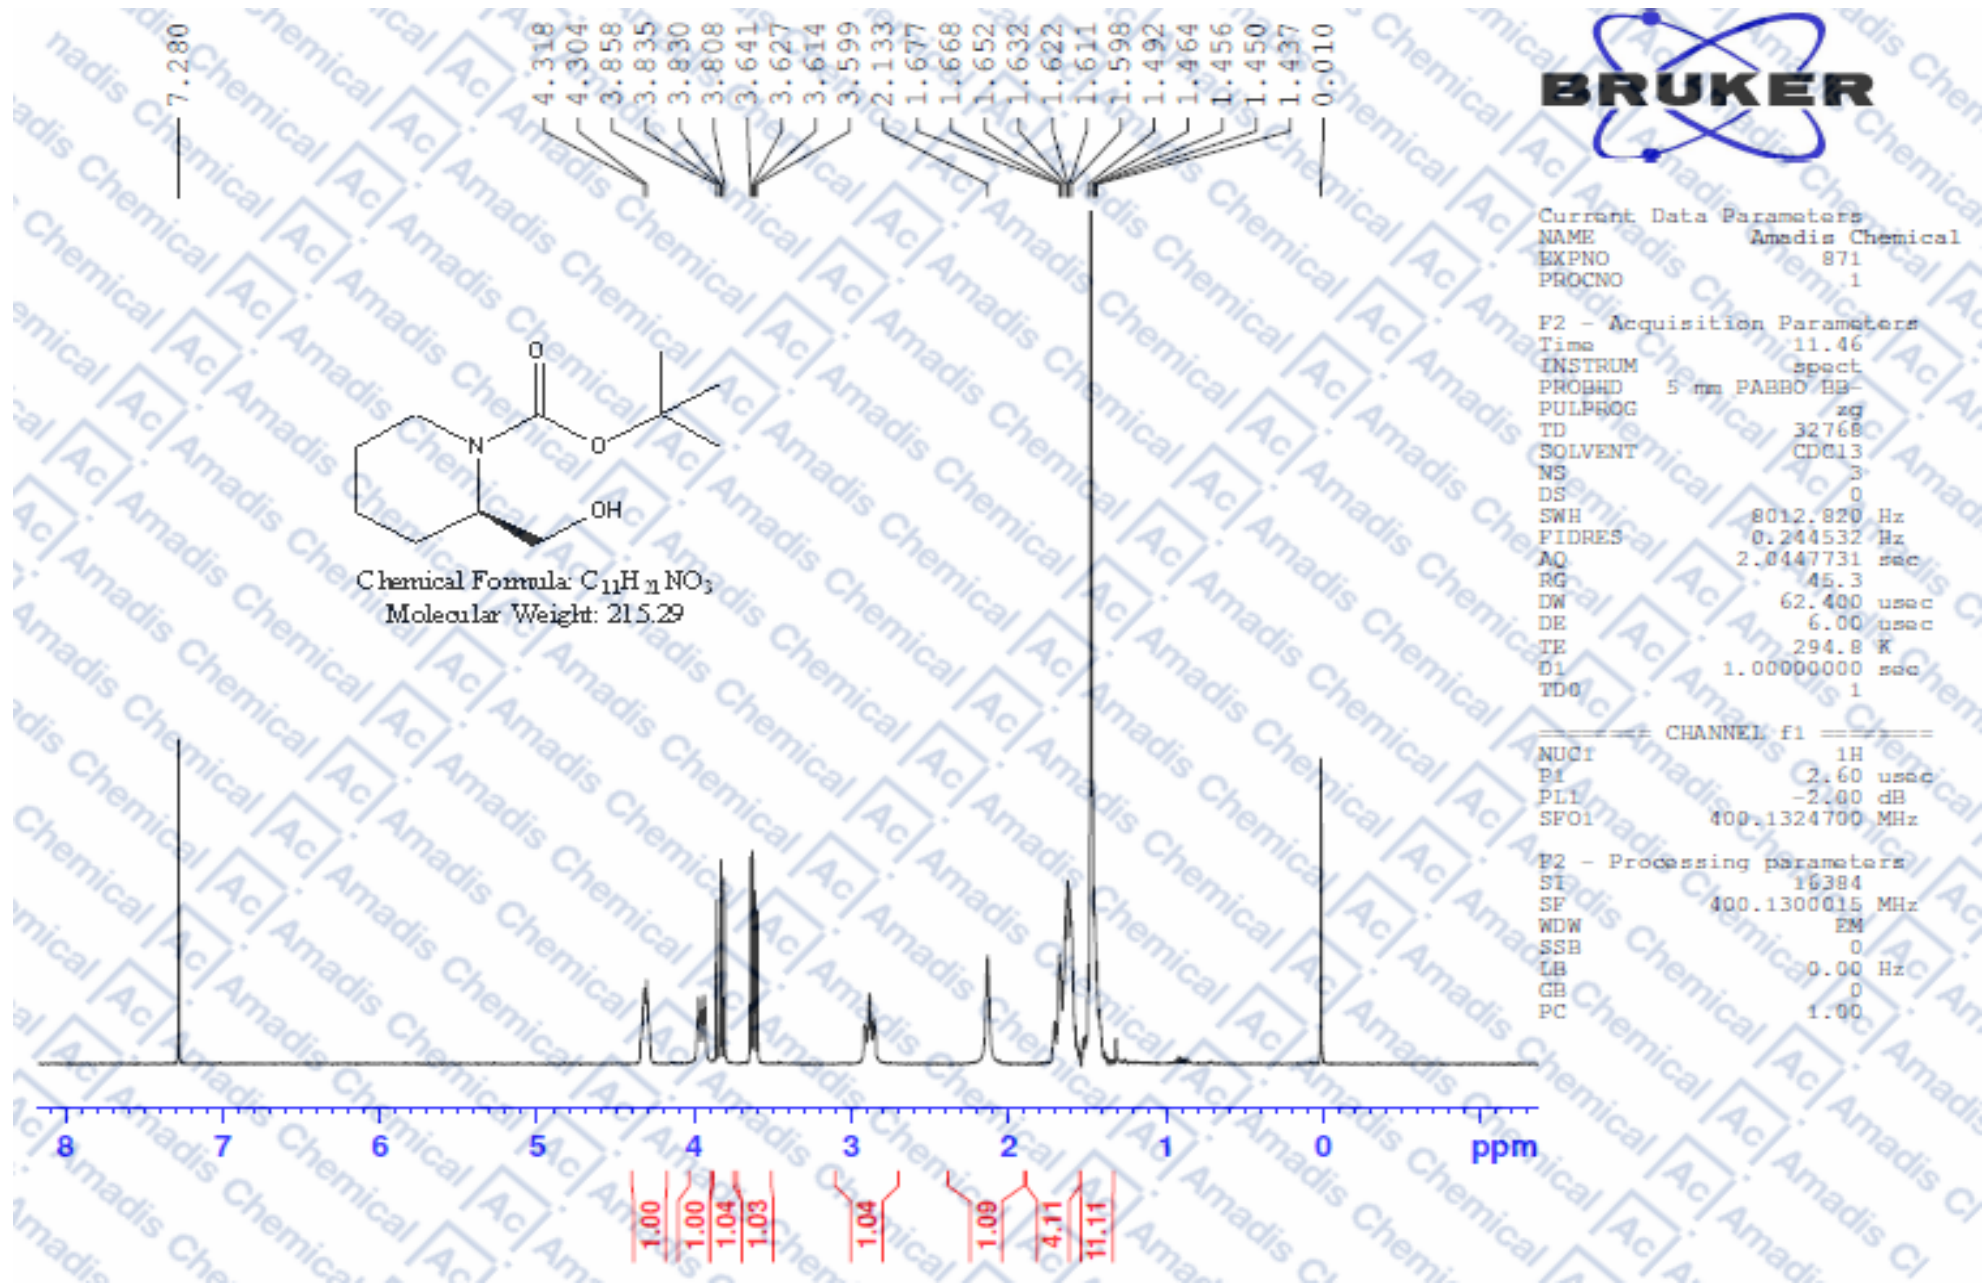 7.280
4.318
4.304
3.858
3.835
3.830
3.808
3.641
3.627
3.614
3.599
2.133
1.677
1.668
1.652
1.632
1.622
1.611
1.598
1.492
1.464
1.456
1.450
1.437
0.010
BRUKER
Current Data Parameters
NAME Amadis Chemical
EXPNO 871
PROCNO 1
F2 - Acquisition Parameters
Time 11.46
INSTRUM spect
PROBHD 5 mm PABBO BB-
PULPROG zg
TD 32768
SOLVENT CDCl3
NS 3
DS 0
SWH 8012.820 Hz
FIDRES 0.244532 Hz
AQ 2.0447731 sec
RG 45.3
DW 62.400 usec
DE 6.00 usec
TE 294.8 K
D1 1.00000000 sec
TD0 1
======== CHANNEL f1 ========
NUC1 1H
P1 2.60 usec
PL1 -2.00 dB
SFO1 400.1324700 MHz
F2 - Processing parameters
SI 16384
SF 400.1300015 MHz
WDW EM
SSB 0
LB 0.00 Hz
GB 0
PC 1.00
O
N
O
OH
Chemical Formula: C11H21NO3
Molecular Weight: 215.29
8 7 6 5 4 3 2 1 0 ppm
1.00
1.00
1.04
1.03
1.04
1.09
4.11
11.11
Ac Amadis Chemical